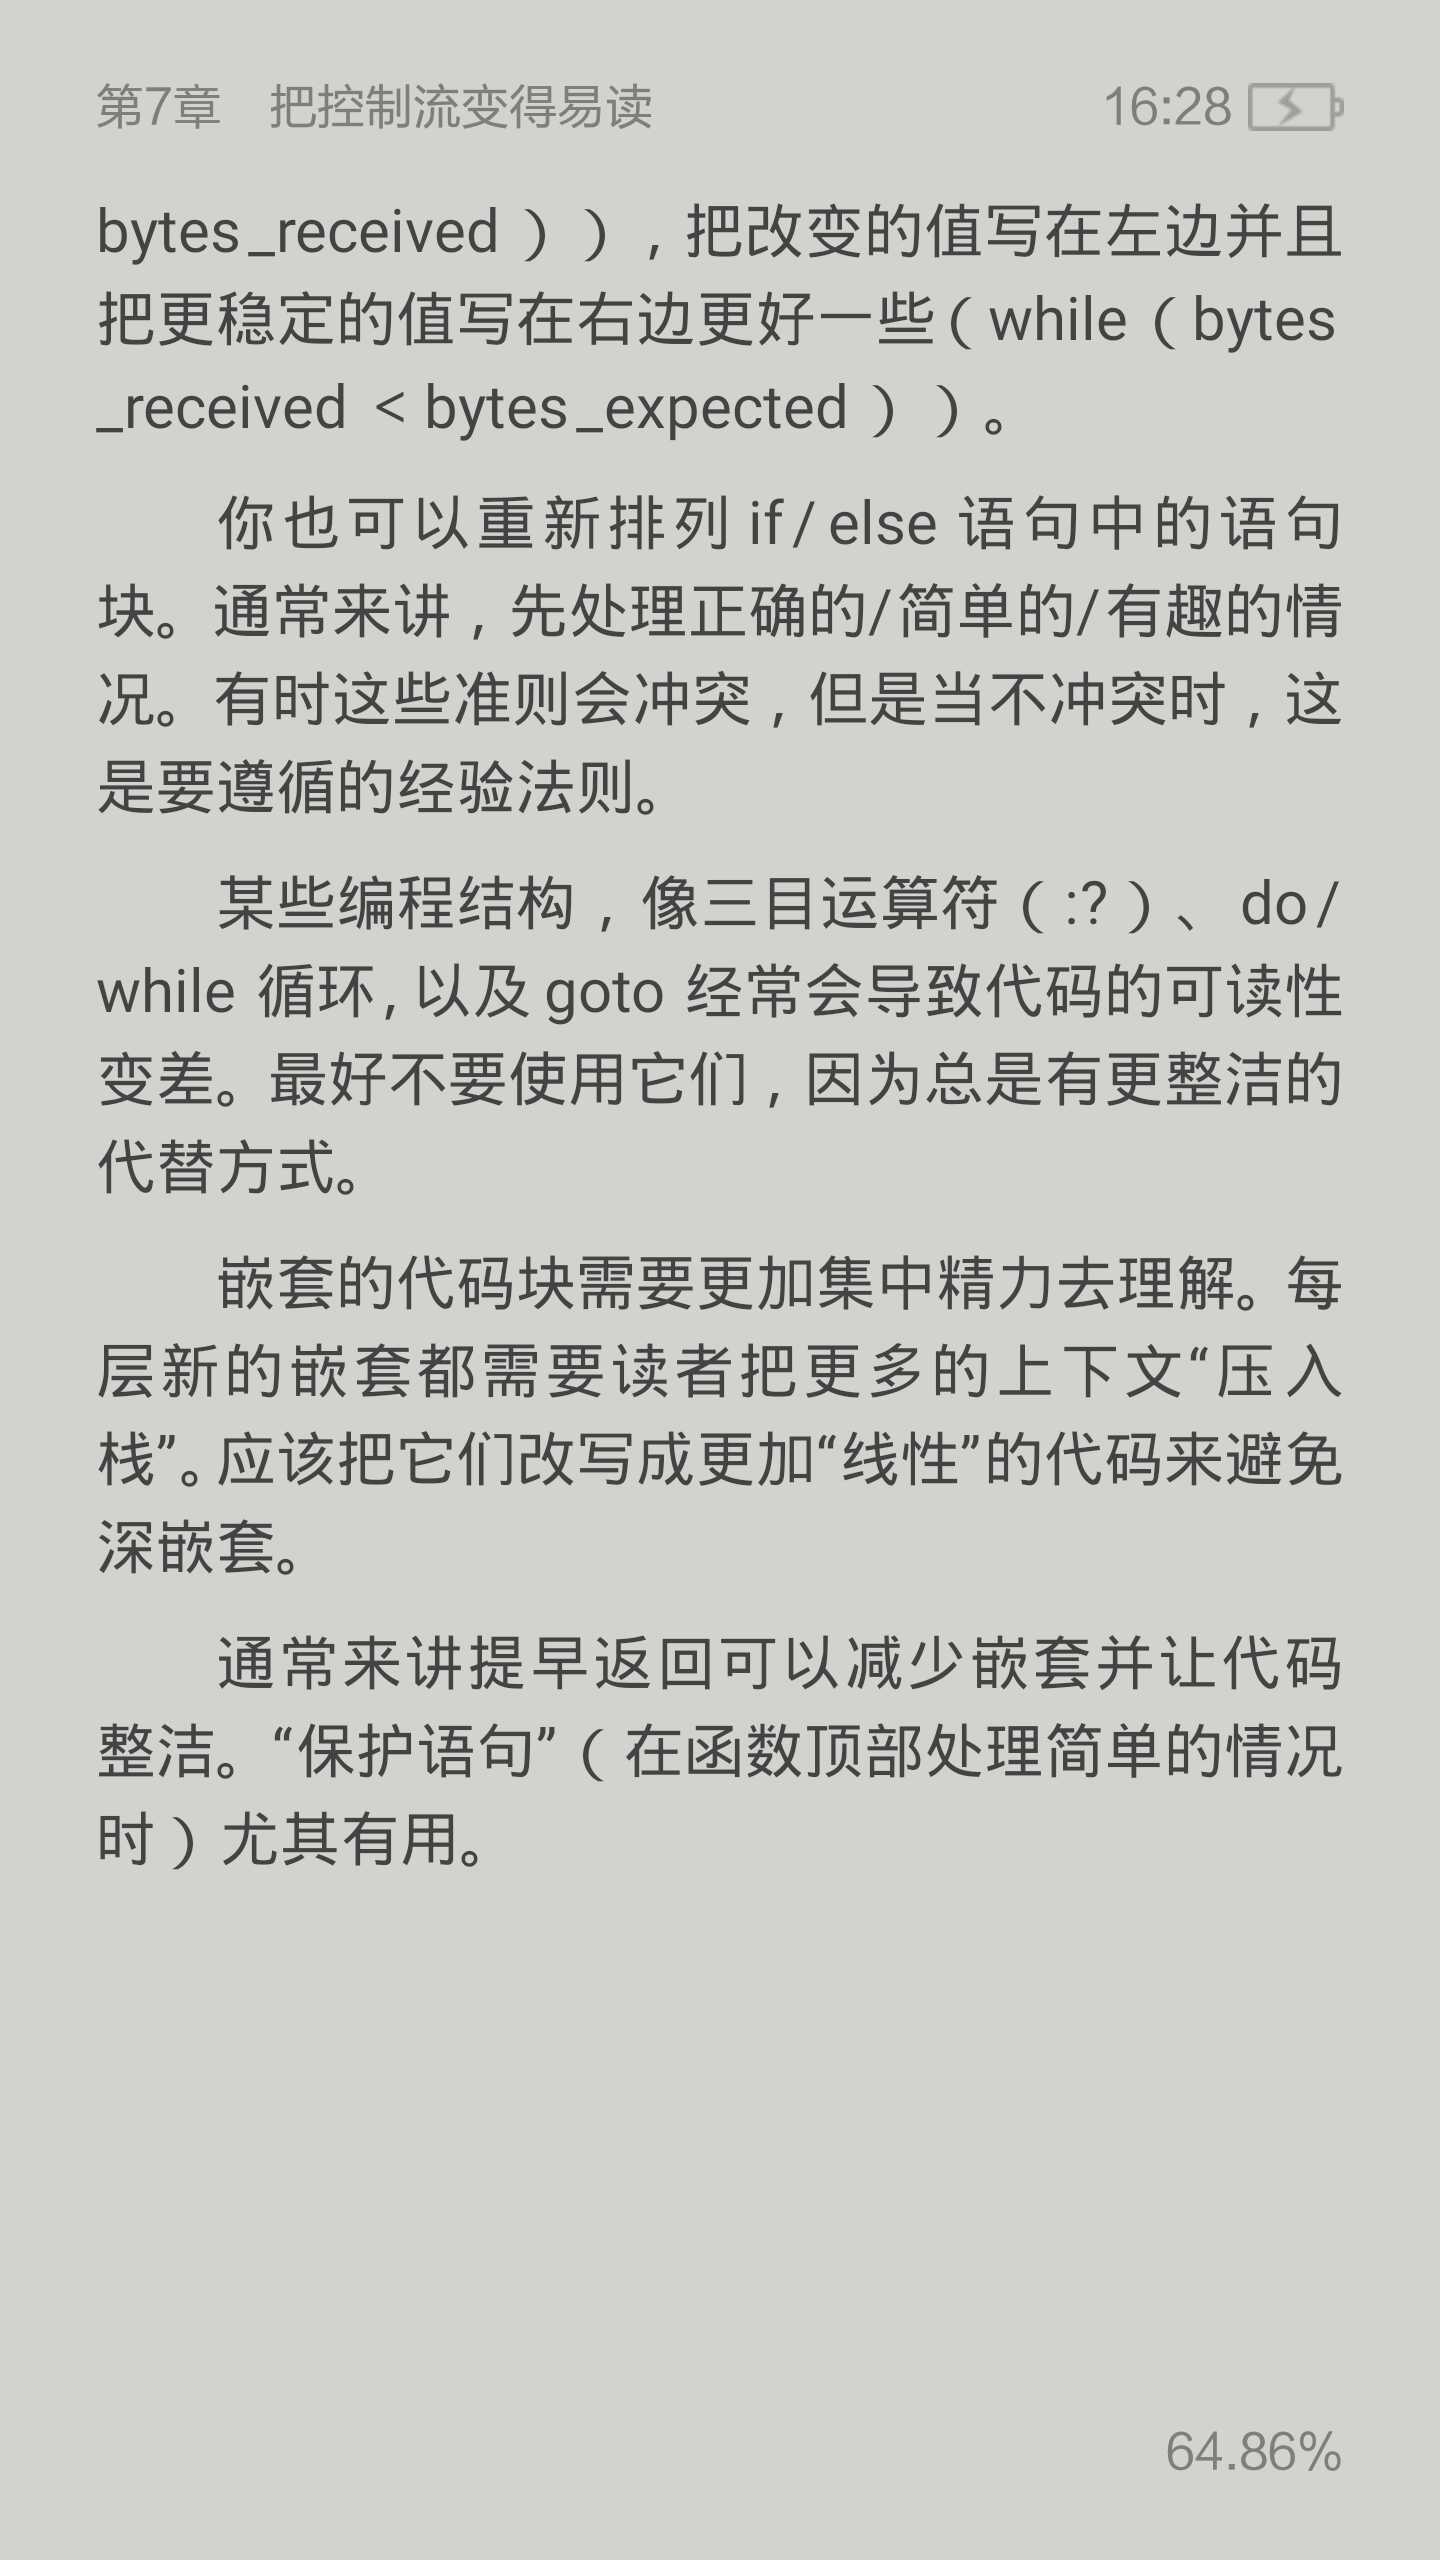 第7章　把控制流变得易读
16:28
bytes_received）），把改变的值写在左边并且
把更稳定的值写在右边更好一些（while（bytes
_received < bytes_expected））。
你也可以重新排列 if/else 语句中的语句
块。通常来讲，先处理正确的/简单的/有趣的情
况。有时这些准则会冲突，但是当不冲突时，这
是要遵循的经验法则。
某些编程结构，像三目运算符（:?）、do/
while 循环，以及 goto 经常会导致代码的可读性
变差。最好不要使用它们，因为总是有更整洁的
代替方式。
嵌套的代码块需要更加集中精力去理解。每
层新的嵌套都需要读者把更多的上下文“压入
栈”。应该把它们改写成更加“线性”的代码来避免
深嵌套。
通常来讲提早返回可以减少嵌套并让代码
整洁。“保护语句”（在函数顶部处理简单的情况
时）尤其有用。
64.86%